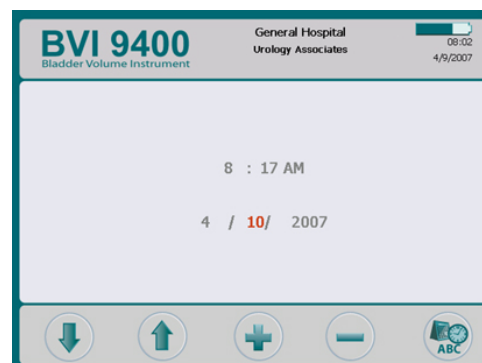 BVI 9400
Bladder Volume Instrument
General Hospital
Urology Associates
08:02
4/9/2007
8 : 17 AM
4 / 10/ 2007
ABC